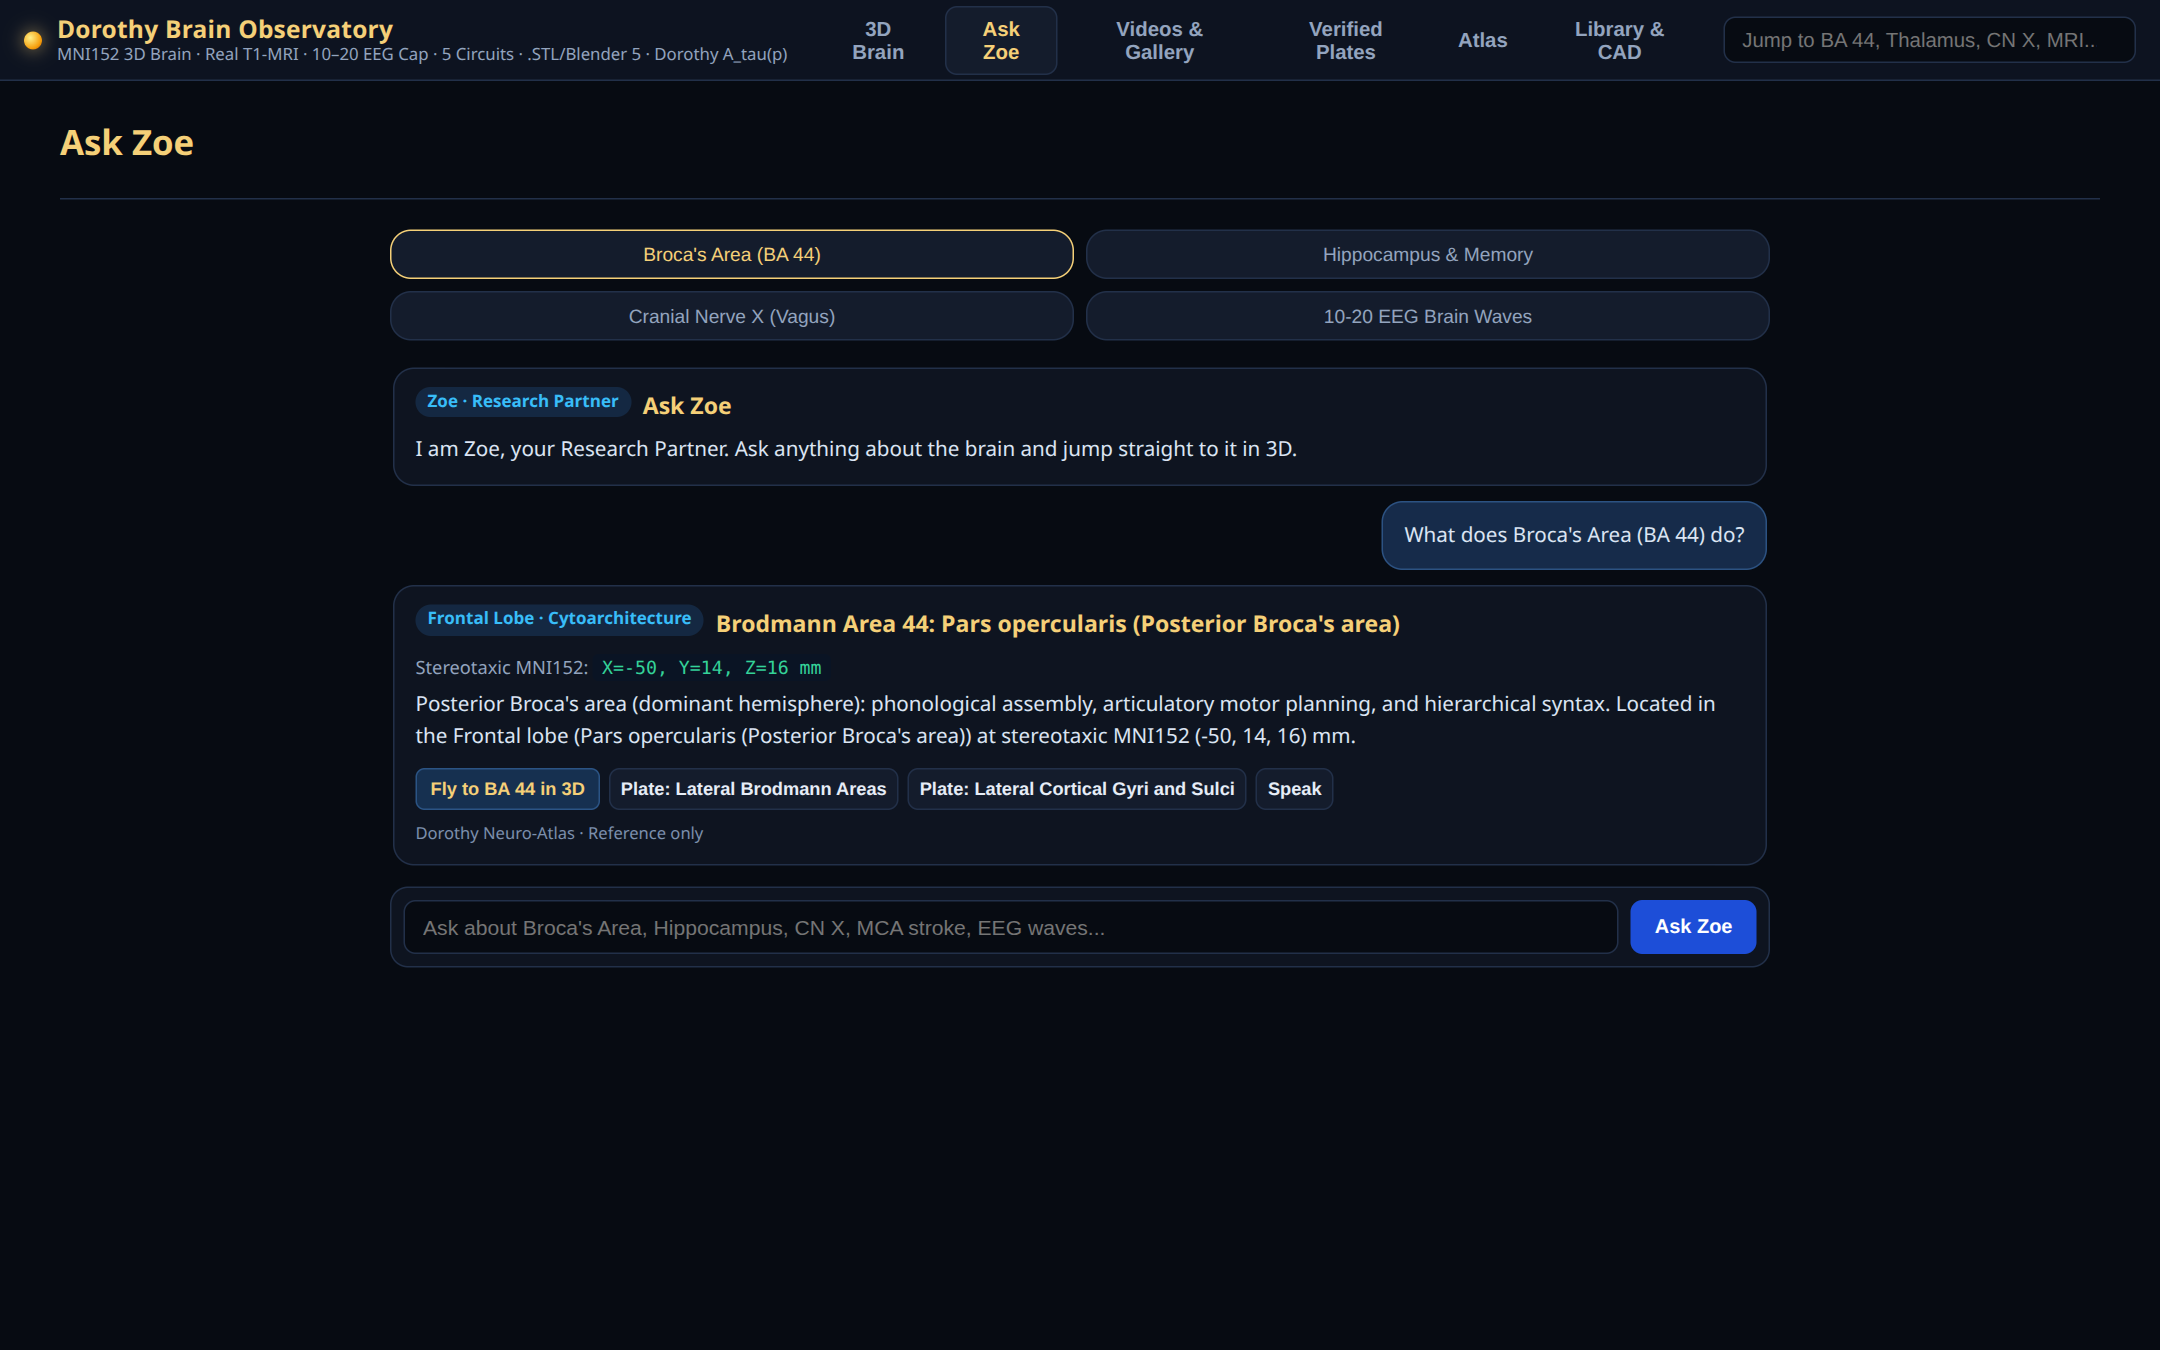 Dorothy Brain Observatory
MNI152 3D Brain · Real T1-MRI · 10–20 EEG Cap · 5 Circuits · .STL/Blender 5 · Dorothy A_tau(p)
3D
Brain
Ask
Zoe
Videos &
Gallery
Verified
Plates
Atlas
Library &
CAD
Jump to BA 44, Thalamus, CN X, MRI..
Ask Zoe
Broca's Area (BA 44)
Hippocampus & Memory
Cranial Nerve X (Vagus)
10-20 EEG Brain Waves
Zoe · Research Partner
Ask Zoe
I am Zoe, your Research Partner. Ask anything about the brain and jump straight to it in 3D.
What does Broca's Area (BA 44) do?
Frontal Lobe · Cytoarchitecture
Brodmann Area 44: Pars opercularis (Posterior Broca's area)
Stereotaxic MNI152: X=-50, Y=14, Z=16 mm
Posterior Broca's area (dominant hemisphere): phonological assembly, articulatory motor planning, and hierarchical syntax. Located in
the Frontal lobe (Pars opercularis (Posterior Broca's area)) at stereotaxic MNI152 (-50, 14, 16) mm.
Fly to BA 44 in 3D
Plate: Lateral Brodmann Areas
Plate: Lateral Cortical Gyri and Sulci
Speak
Dorothy Neuro-Atlas · Reference only
Ask about Broca's Area, Hippocampus, CN X, MCA stroke, EEG waves...
Ask Zoe